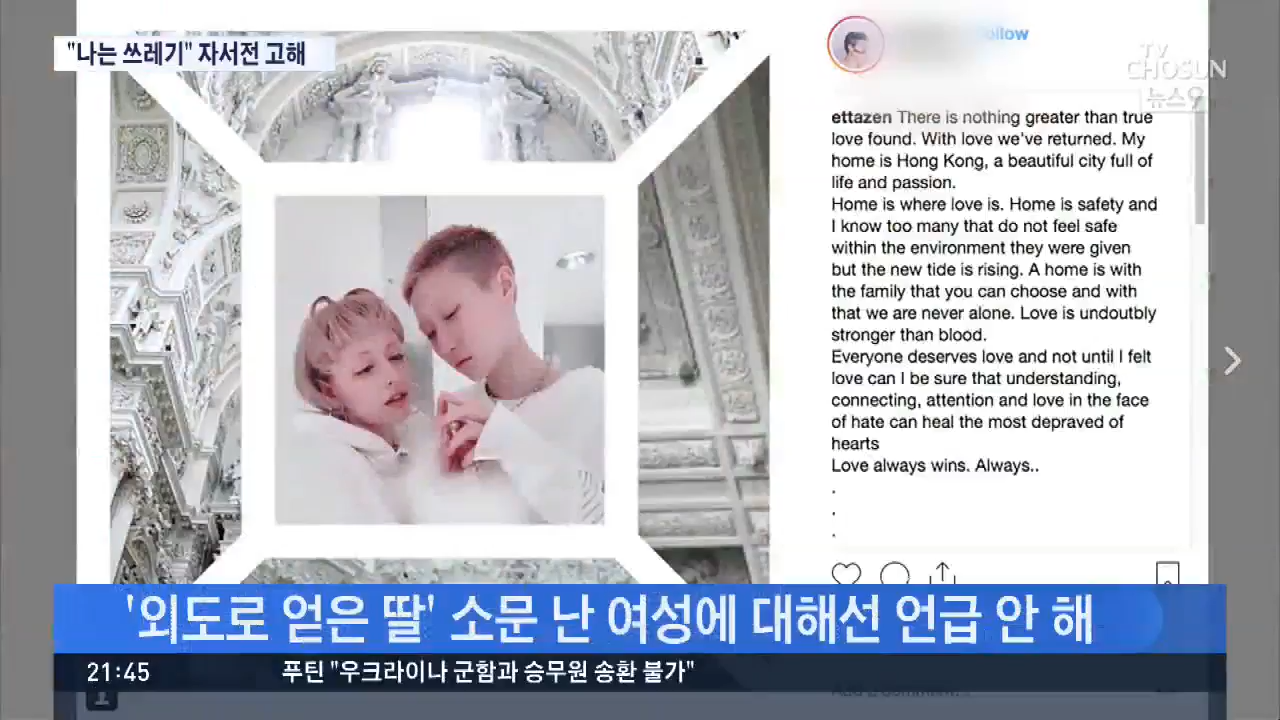 "나는 쓰레기" 자서전 고해
TV
CHOSUN
뉴스9
ollow
ettazen There is nothing greater than true
love found. With love we've returned. My
home is Hong Kong, a beautiful city full of
life and passion.
Home is where love is. Home is safety and
I know too many that do not feel safe
within the environment they were given
but the new tide is rising. A home is with
the family that you can choose and with
that we are never alone. Love is undoubtly
stronger than blood.
Everyone deserves love and not until I felt
love can I be sure that understanding,
connecting, attention and love in the face
of hate can heal the most depraved of
hearts
Love always wins. Always..
.
.
.
'외도로 얻은 딸' 소문 난 여성에 대해선 언급 안 해
21:45 푸틴 "우크라이나 군함과 승무원 송환 불가"